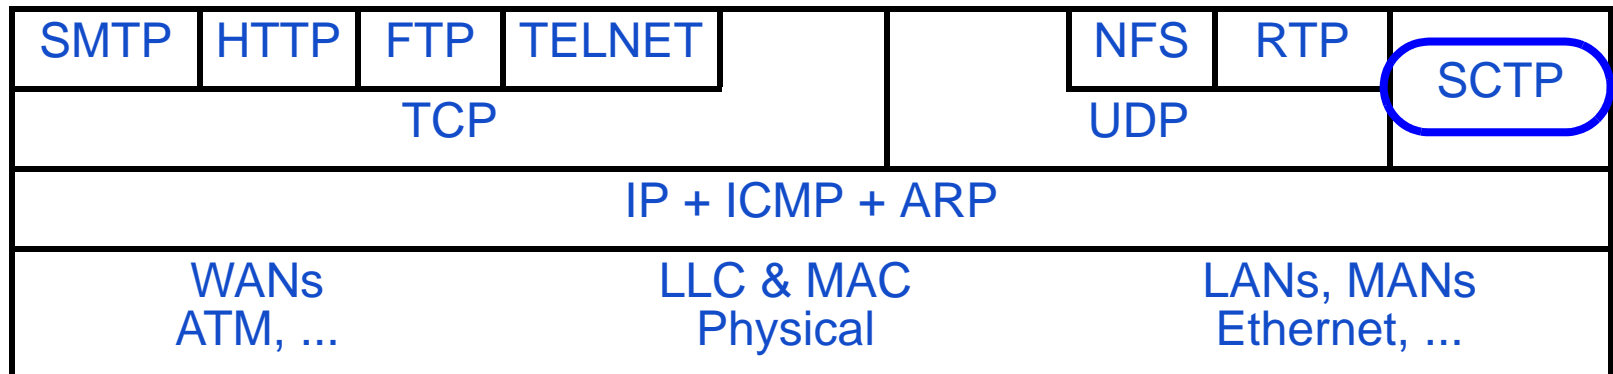 SMTP HTTP FTP TELNET NFS RTP
SCTP
TCP UDP
IP + ICMP + ARP
WANs LLC & MAC LANs, MANs
ATM, ... Physical Ethernet, ...